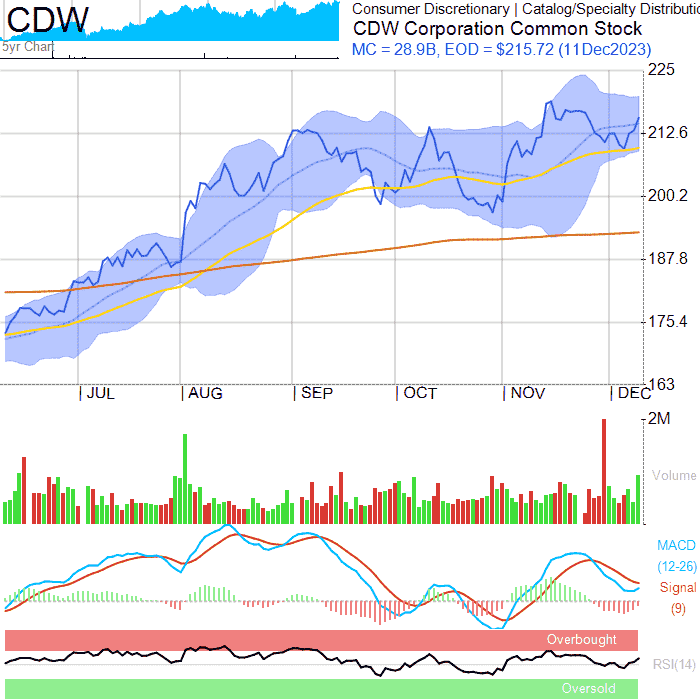 CDW
5yr Chart
Consumer Discretionary | Catalog/Specialty Distributio
CDW Corporation Common Stock
MC = 28.9B, EOD = $215.72 (11Dec2023)
225
212.6
200.2
187.8
175.4
163
JUL AUG SEP OCT NOV DEC
2M
Volume
MACD
(12-26)
Signal
(9)
Overbought
RSI(14)
Oversold